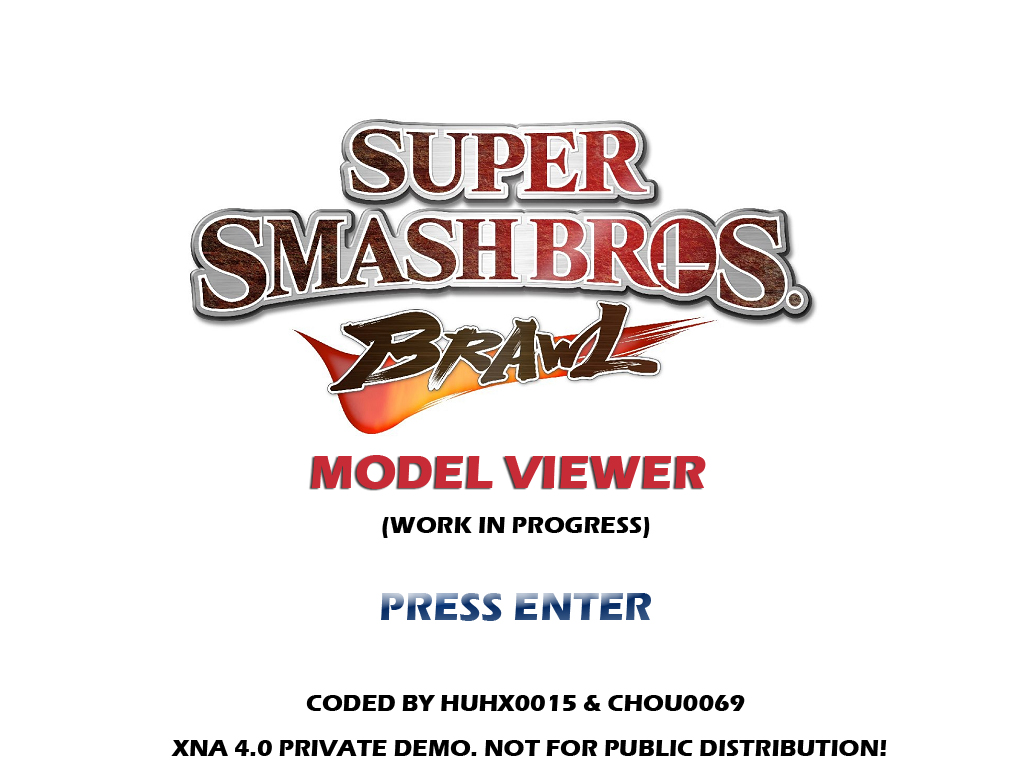 SUPER
SMASH BROS.
BRAWL
MODEL VIEWER
(WORK IN PROGRESS)
PRESS ENTER
CODED BY HUHX0015 & CHOU0069
XNA 4.0 PRIVATE DEMO. NOT FOR PUBLIC DISTRIBUTION!